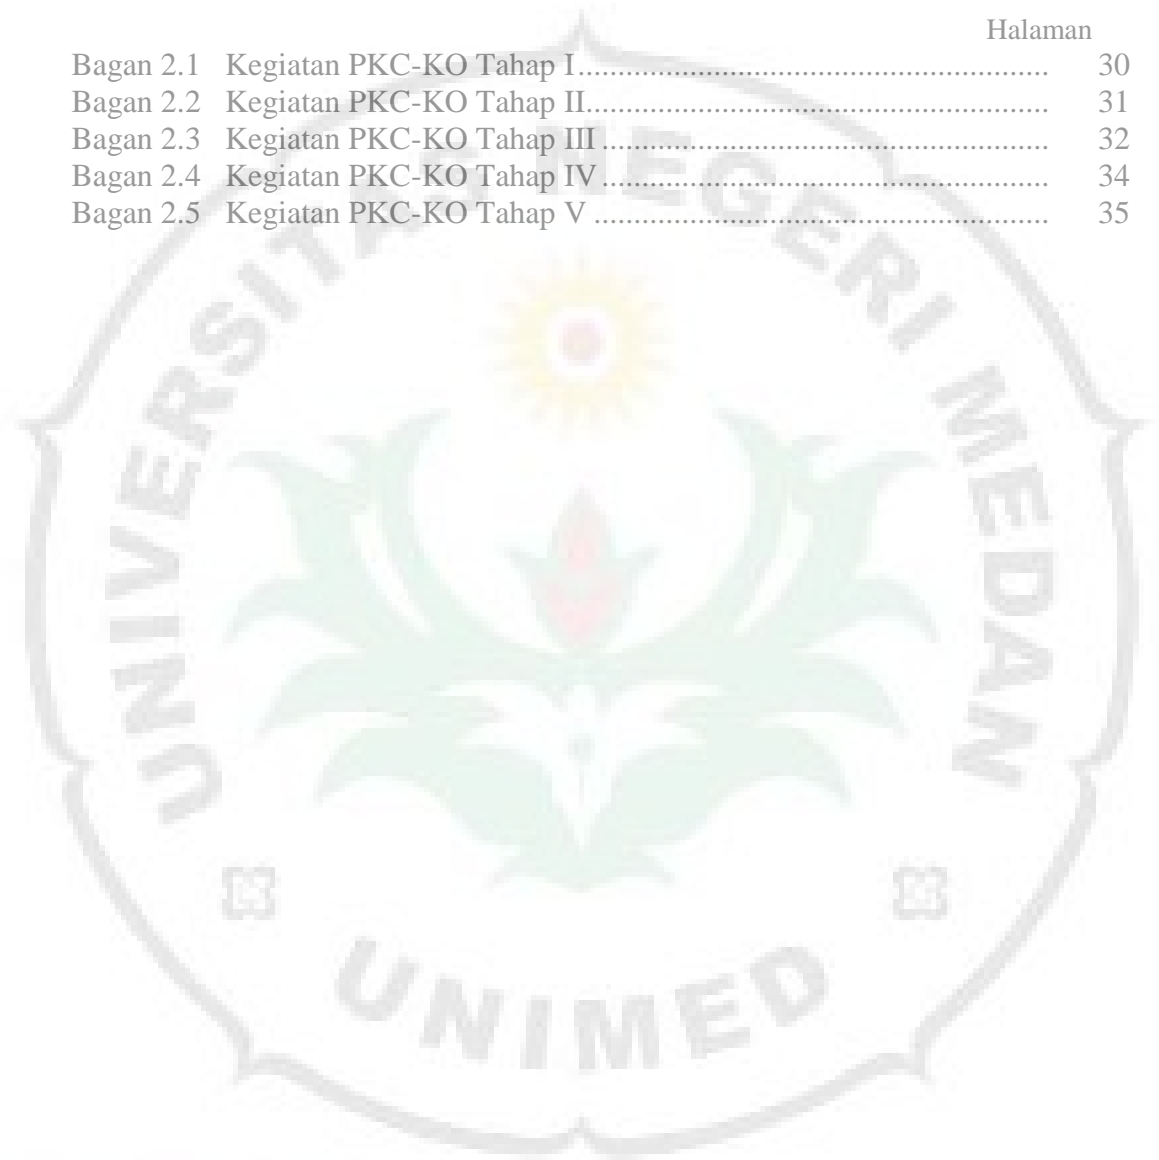 Halaman
Bagan 2.1 Kegiatan PKC-KO Tahap I........................................................... 30
Bagan 2.2 Kegiatan PKC-KO Tahap II.......................................................... 31
Bagan 2.3 Kegiatan PKC-KO Tahap III ........................................................ 32
Bagan 2.4 Kegiatan PKC-KO Tahap IV ........................................................ 34
Bagan 2.5 Kegiatan PKC-KO Tahap V ......................................................... 35
UNIVERSITAS NEGERI MEDAN
UNIMED